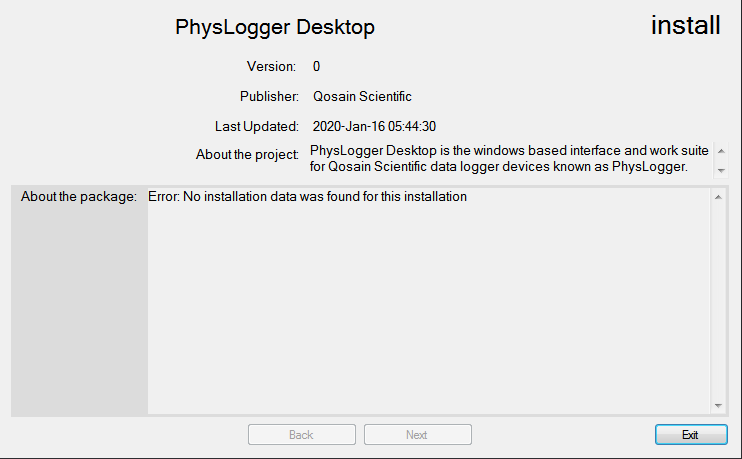 PhysLogger Desktop
install
Version: 0
Publisher: Qosain Scientific
Last Updated: 2020-Jan-16 05:44:30
About the project: PhysLogger Desktop is the windows based interface and work suite
for Qosain Scientific data logger devices known as PhysLogger.
About the package: Error: No installation data was found for this installation
Back
Next
Exit